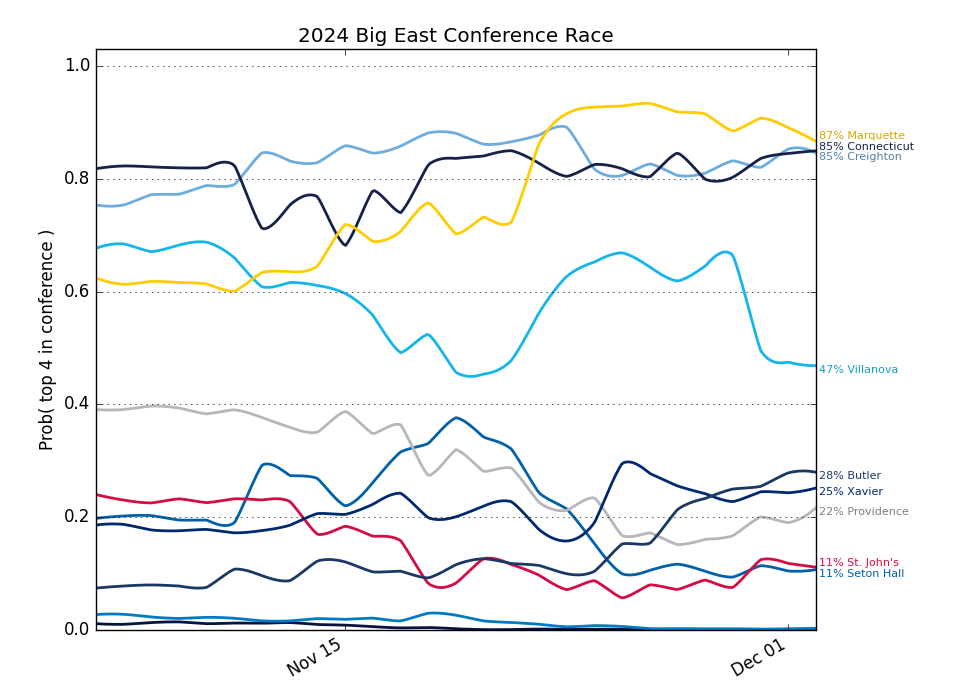 2024 Big East Conference Race
1.0
0.8
0.6
0.4
0.2
0.0
Prob( top 4 in conference )
Nov 15
Dec 01
87% Marquette
85% Connecticut
85% Creighton
47% Villanova
28% Butler
25% Xavier
22% Providence
11% St. John's
11% Seton Hall